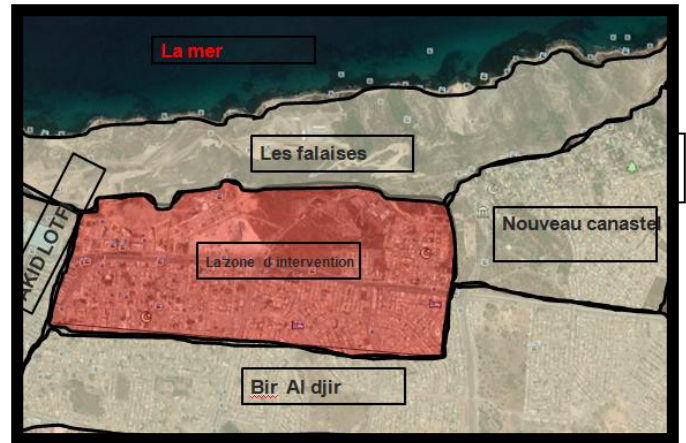 La mer
Les falaises
AKID LOTF
Nouveau canastel
La zone d intervention
Bir Al djir